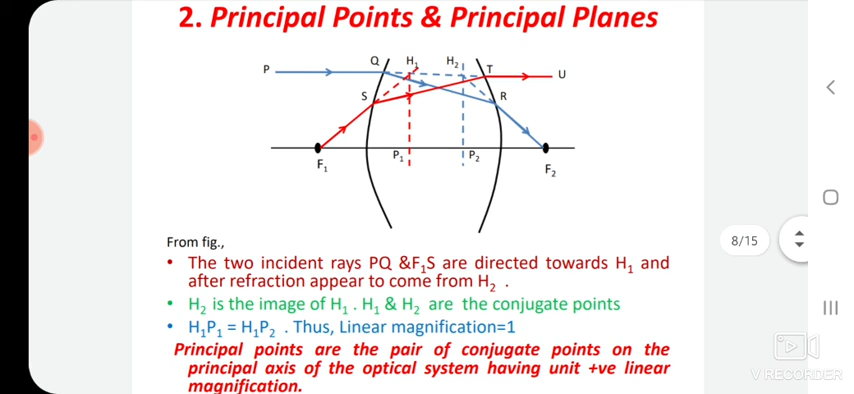 2. Principal Points & Principal Planes
P Q H₁ H₂ T U
S R
F₁ P₁ P₂ F₂
From fig.,
• The two incident rays PQ &F₁S are directed towards H₁ and
after refraction appear to come from H₂ .
• H₂ is the image of H₁ . H₁ & H₂ are the conjugate points
• H₁P₁ = H₁P₂ . Thus, Linear magnification=1
Principal points are the pair of conjugate points on the
principal axis of the optical system having unit +ve linear
magnification.
8/15
V RECORDER